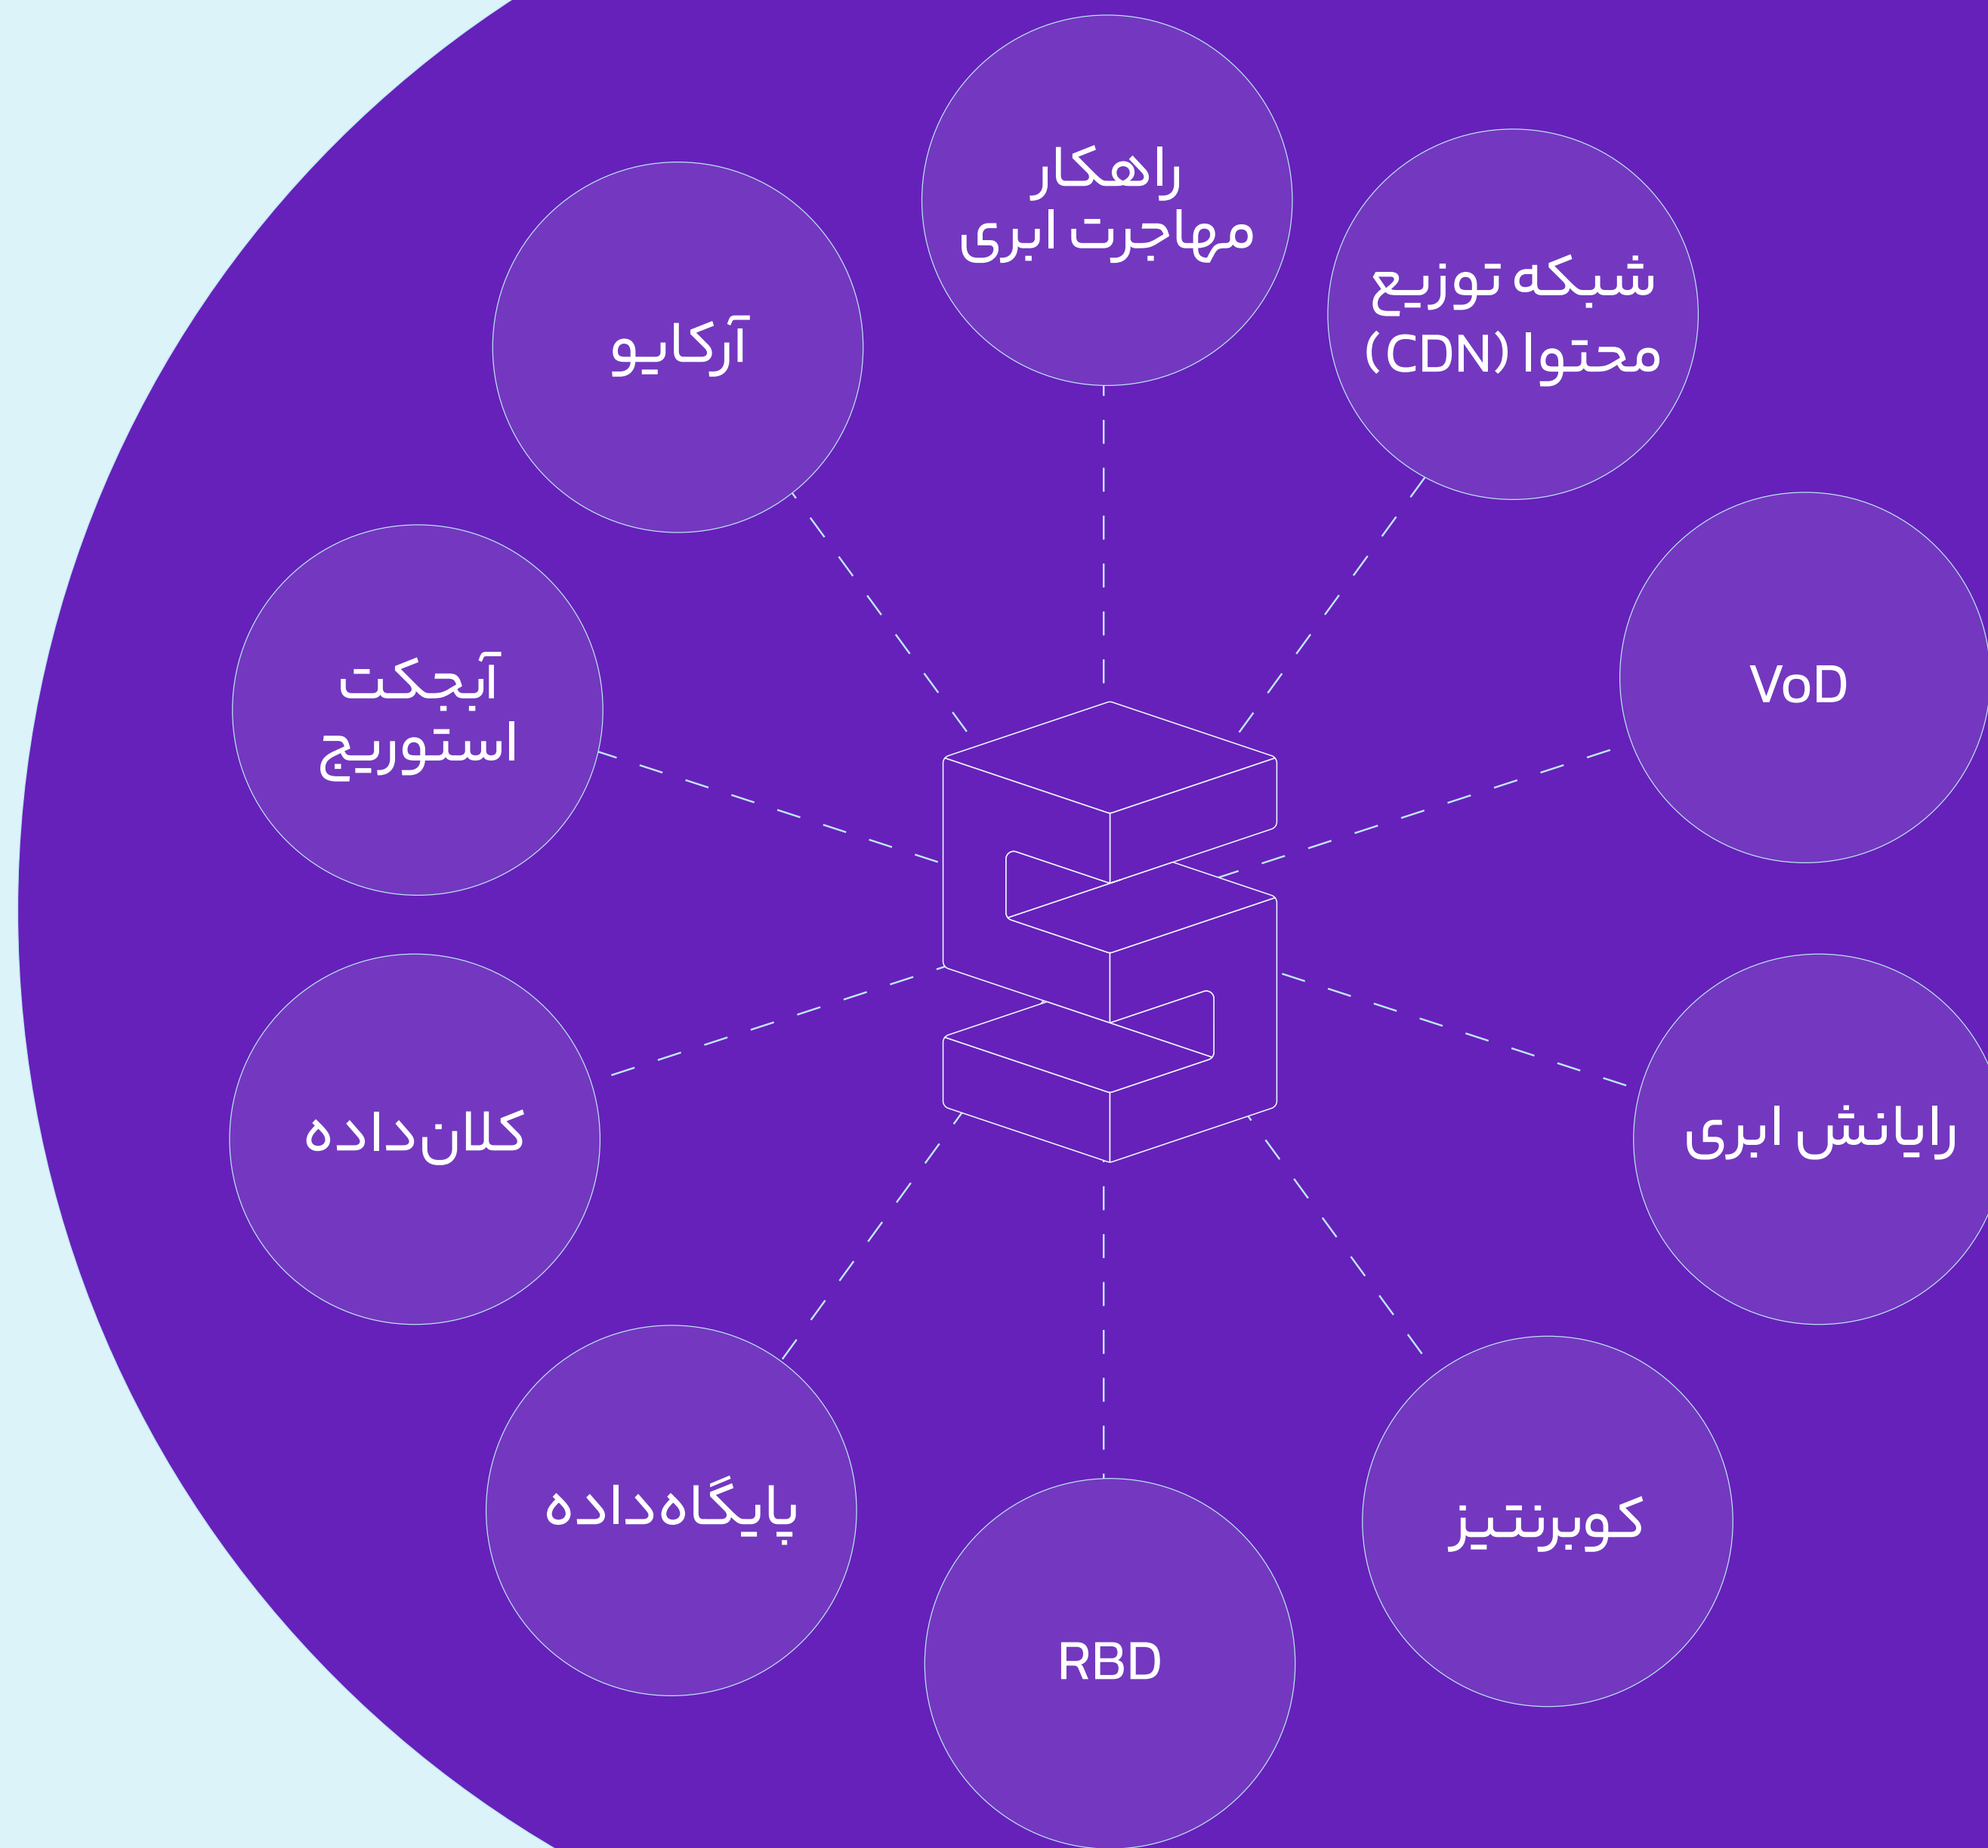 راهکار
مهاجرت ابری
شبکه توزیع
محتوا (CDN)
آرکایو
VoD
آبجکت
استوریج
رایانش ابری
کلان‌داده
کوبرنتیز
پایگاه‌داده
RBD